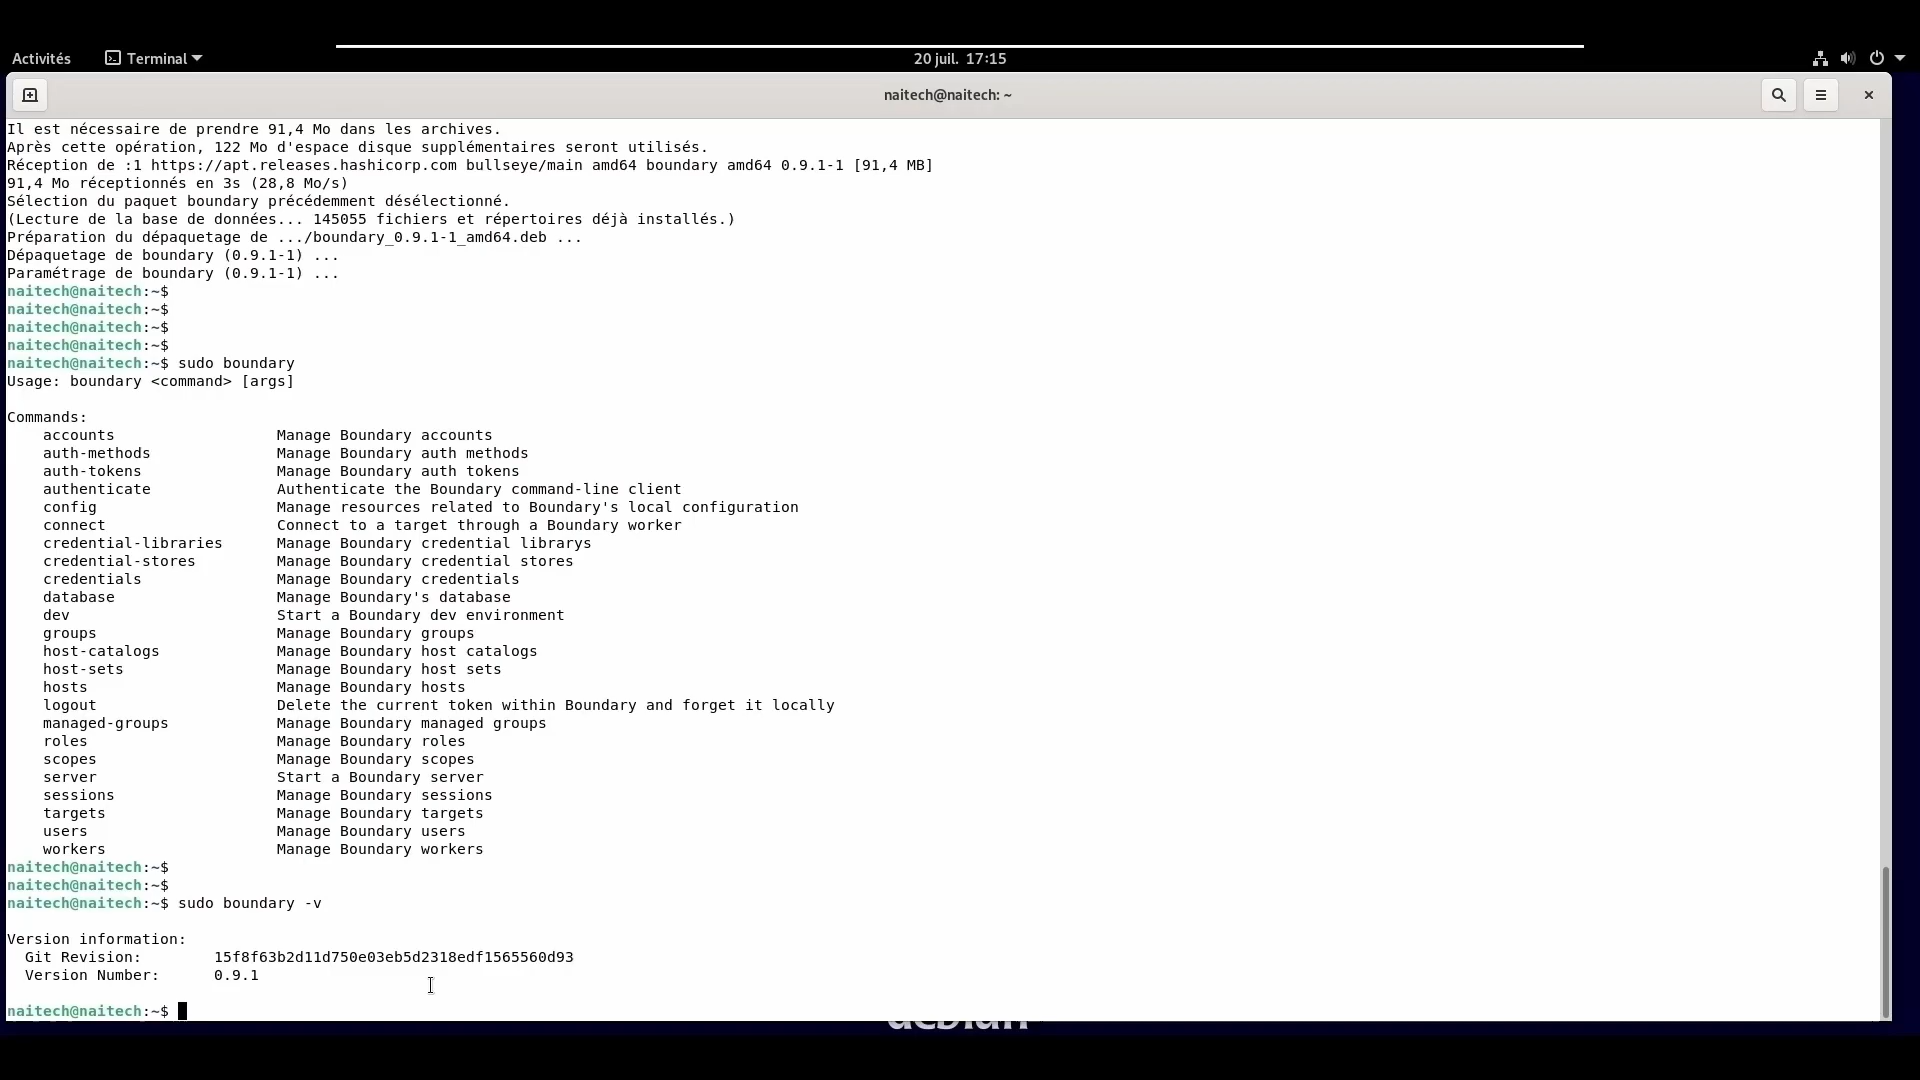 Activités
Terminal
20 juil. 17:15
naitech@naitech: ~
Il est nécessaire de prendre 91,4 Mo dans les archives.
Après cette opération, 122 Mo d'espace disque supplémentaires seront utilisés.
Réception de :1 https://apt.releases.hashicorp.com bullseye/main amd64 boundary amd64 0.9.1-1 [91,4 MB]
91,4 Mo réceptionnés en 3s (28,8 Mo/s)
Sélection du paquet boundary précédemment désélectionné.
(Lecture de la base de données... 145055 fichiers et répertoires déjà installés.)
Préparation du dépaquetage de .../boundary_0.9.1-1_amd64.deb ...
Dépaquetage de boundary (0.9.1-1) ...
Paramétrage de boundary (0.9.1-1) ...
naitech@naitech:~$
naitech@naitech:~$
naitech@naitech:~$
naitech@naitech:~$
naitech@naitech:~$ sudo boundary
Usage: boundary <command> [args]
Commands:
accounts Manage Boundary accounts
auth-methods Manage Boundary auth methods
auth-tokens Manage Boundary auth tokens
authenticate Authenticate the Boundary command-line client
config Manage resources related to Boundary's local configuration
connect Connect to a target through a Boundary worker
credential-libraries Manage Boundary credential librarys
credential-stores Manage Boundary credential stores
credentials Manage Boundary credentials
database Manage Boundary's database
dev Start a Boundary dev environment
groups Manage Boundary groups
host-catalogs Manage Boundary host catalogs
host-sets Manage Boundary host sets
hosts Manage Boundary hosts
logout Delete the current token within Boundary and forget it locally
managed-groups Manage Boundary managed groups
roles Manage Boundary roles
scopes Manage Boundary scopes
server Start a Boundary server
sessions Manage Boundary sessions
targets Manage Boundary targets
users Manage Boundary users
workers Manage Boundary workers
naitech@naitech:~$
naitech@naitech:~$
naitech@naitech:~$ sudo boundary -v
Version information:
Git Revision: 15f8f63b2d11d750e03eb5d2318edf1565560d93
Version Number: 0.9.1
naitech@naitech:~$
debian